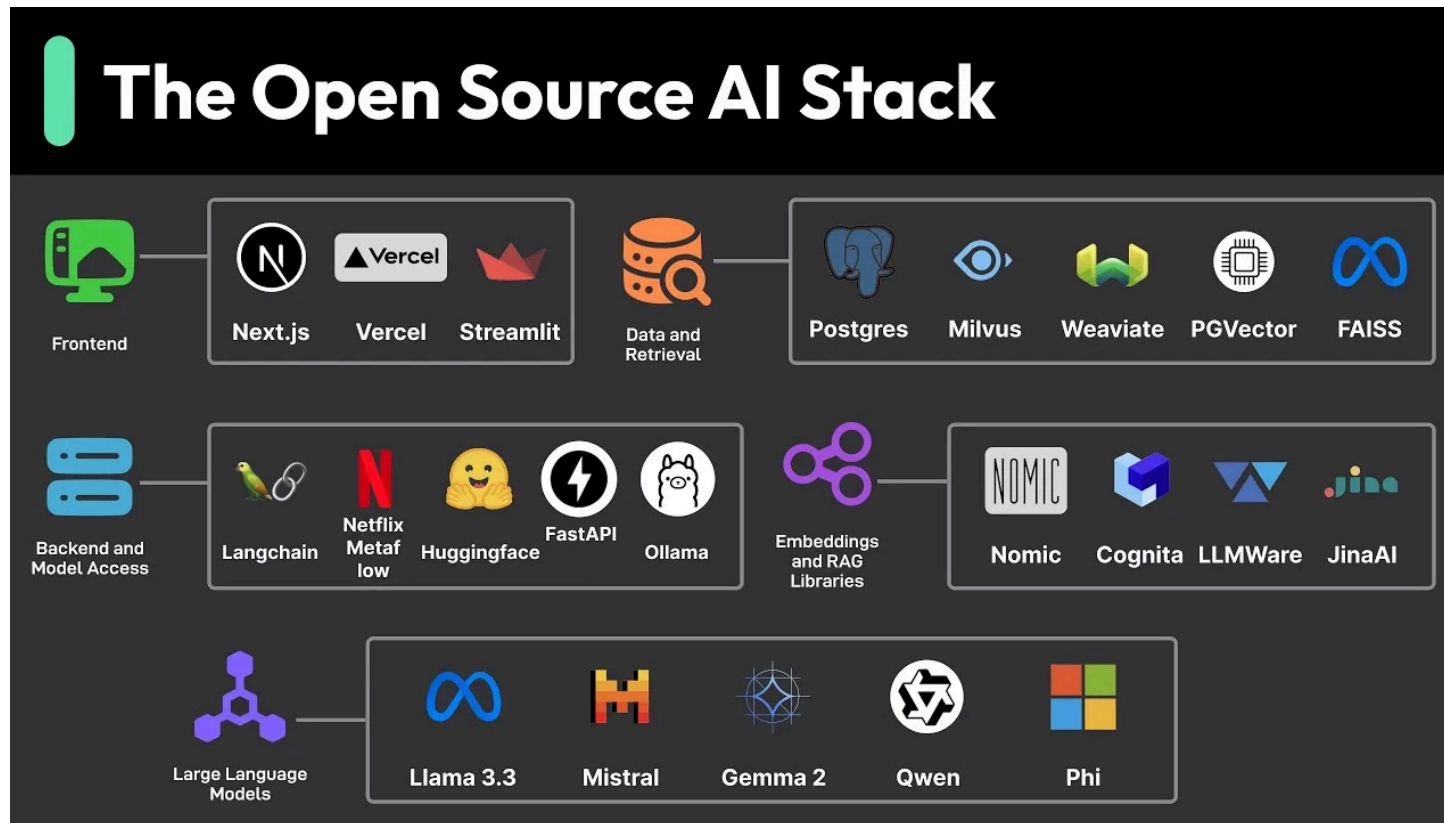 The Open Source AI Stack
Frontend
Vercel
Next.js
Vercel
Streamlit
Data and
Retrieval
Postgres
Milvus
Weaviate
PGVector
FAISS
Backend and
Model Access
Langchain
Netflix
Metaf
low
Huggingface
FastAPI
Ollama
Embeddings
and RAG
Libraries
NOMIC
jina
Nomic
Cognita
LLMWare
JinaAI
Large Language
Models
Llama 3.3
Mistral
Gemma 2
Qwen
Phi